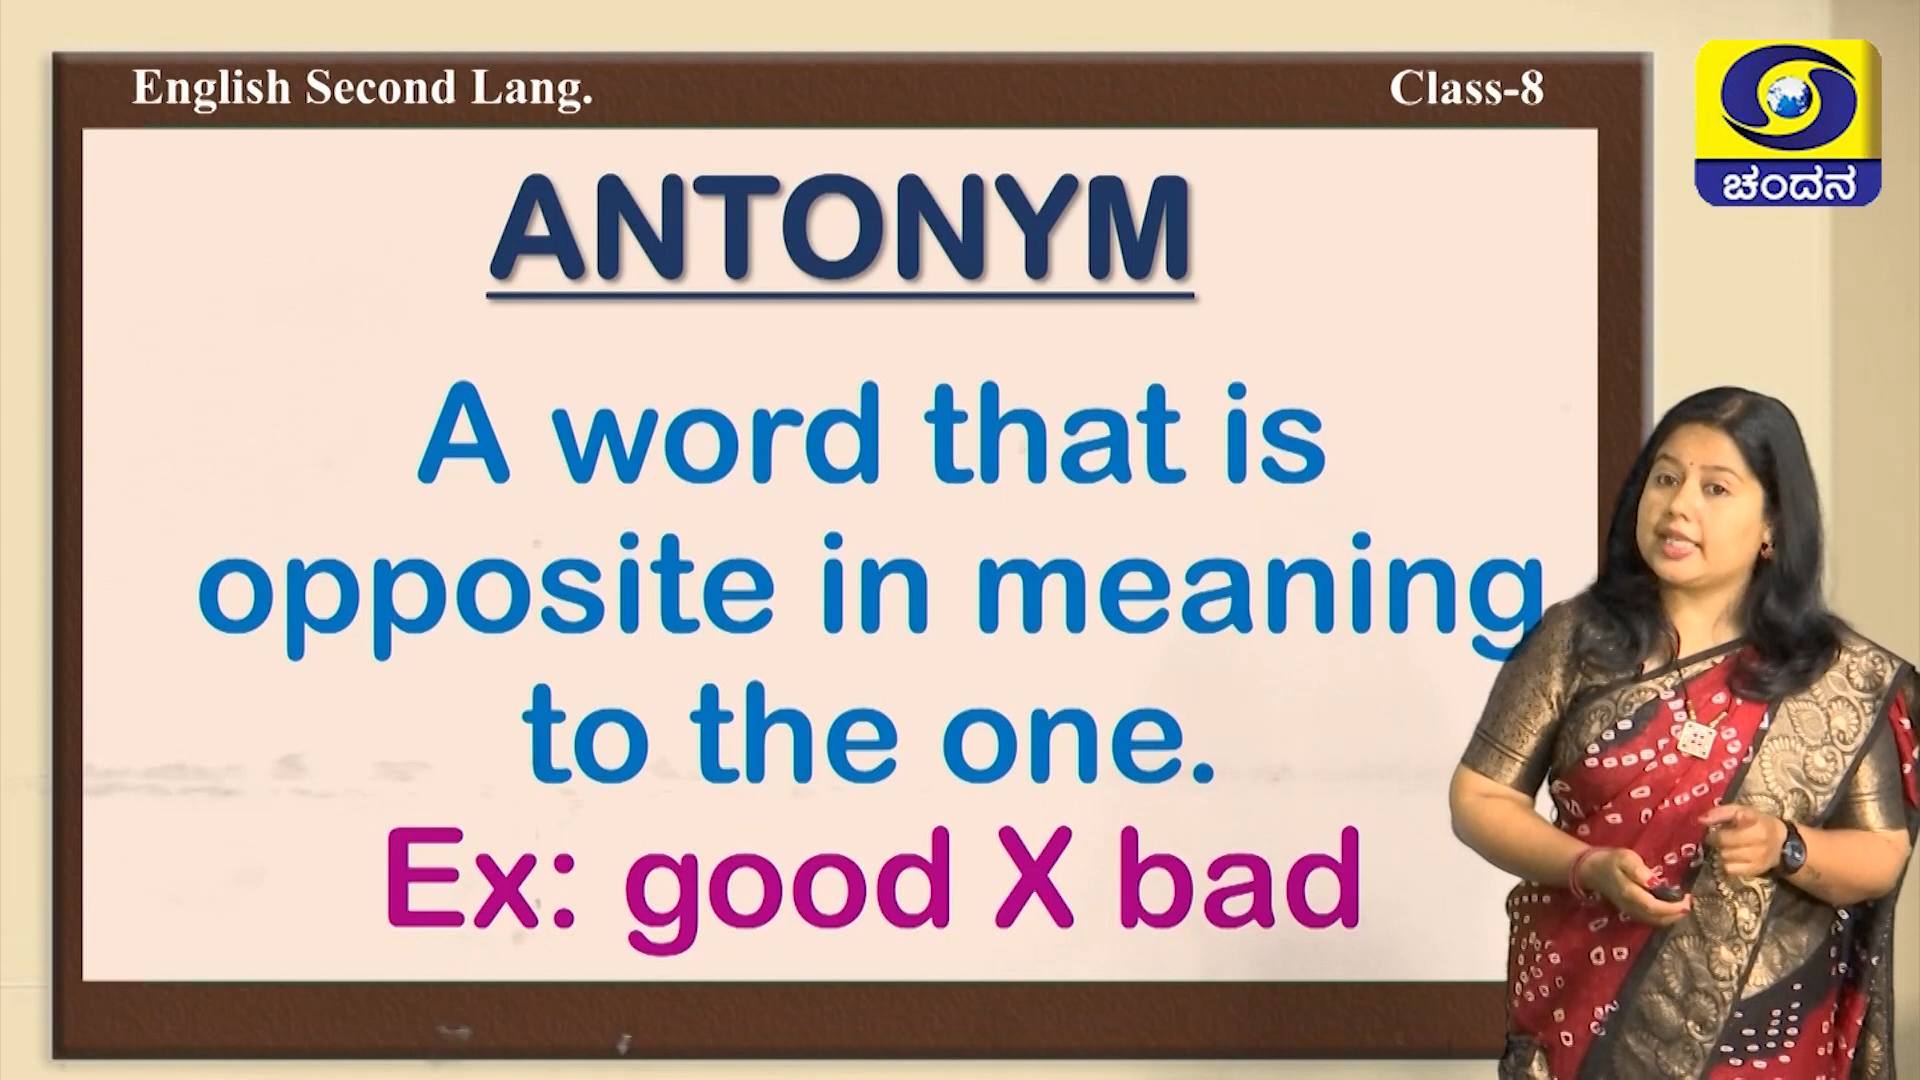 English Second Lang.
Class-8
ಚಂದನ
ANTONYM
A word that is
opposite in meaning
to the one.
Ex: good X bad